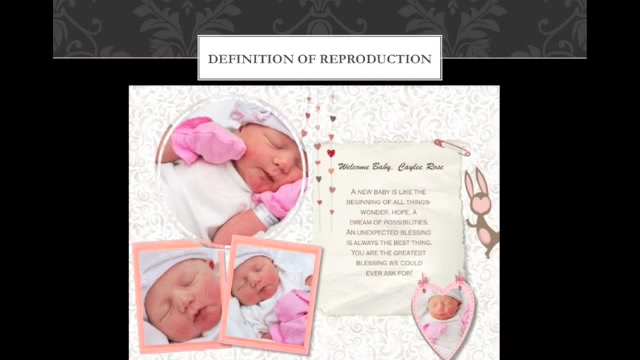 DEFINITION OF REPRODUCTION
Welcome Baby, Caylee Rose
A NEW BABY IS LIKE THE
BEGINNING OF ALL THINGS-
WONDER, HOPE, A
DREAM OF POSSIBILITIES.
AN UNEXPECTED BLESSING
IS ALWAYS THE BEST THING.
YOU ARE THE GREATEST
BLESSING WE COULD
EVER ASK FOR!